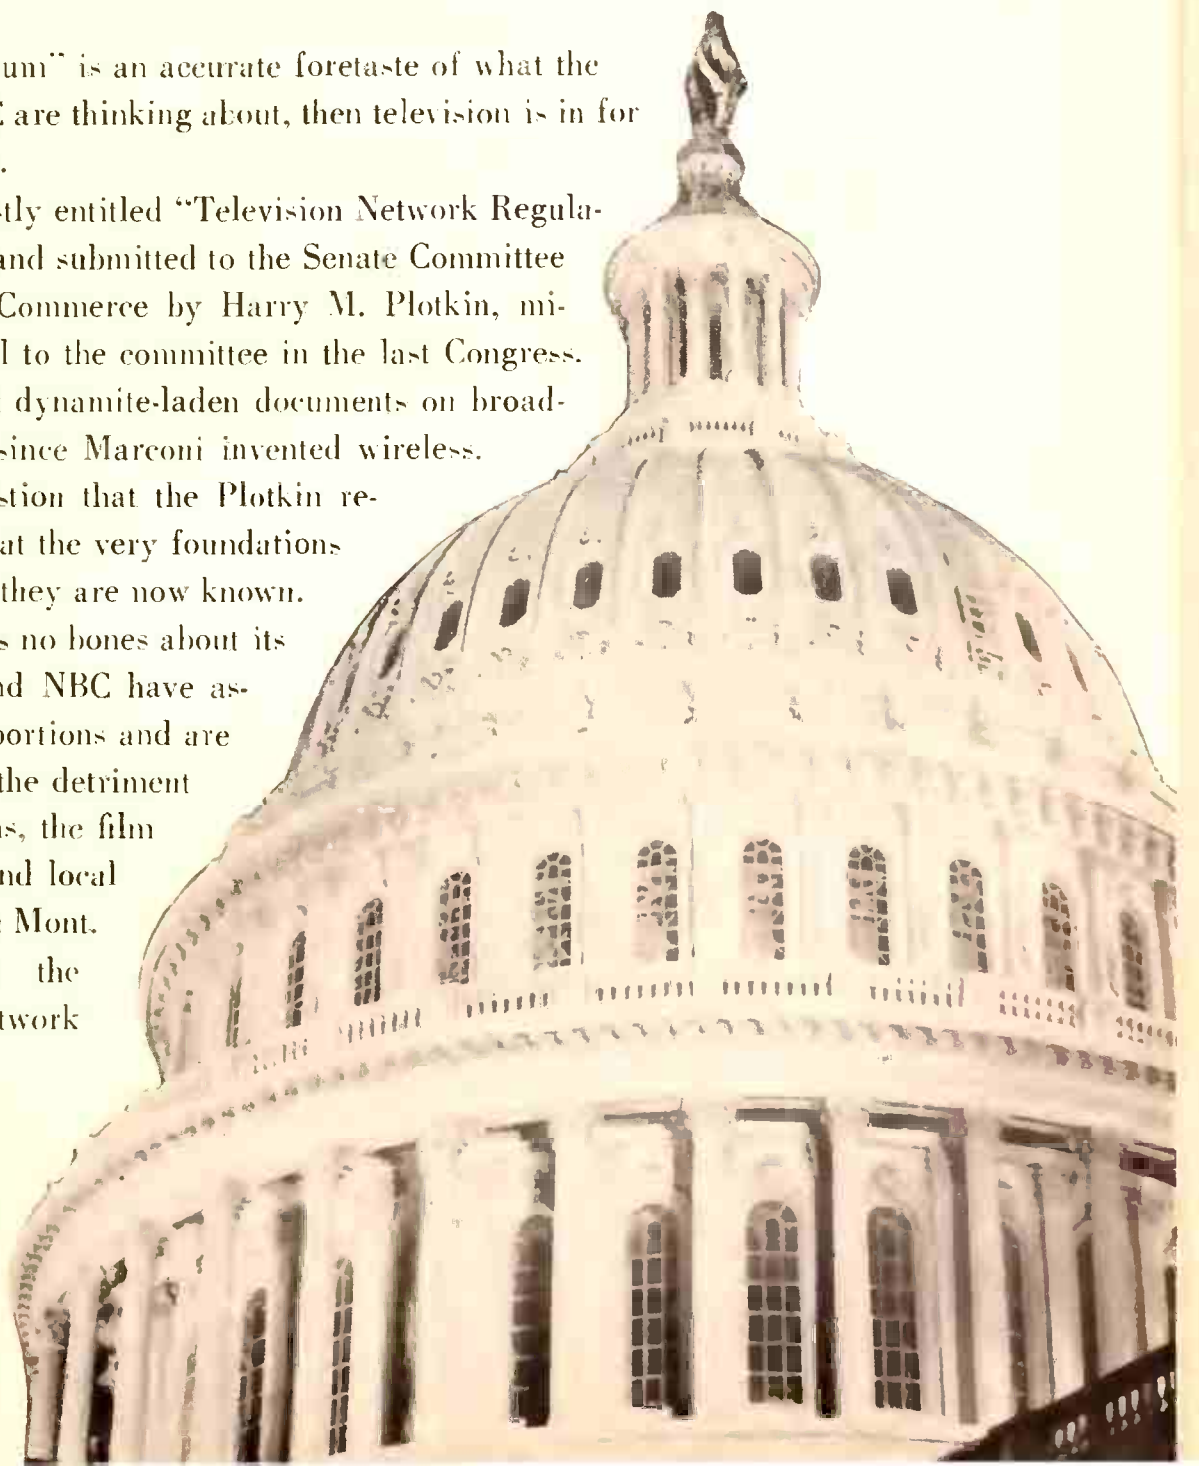 um" is an accurate foretaste of what the
are thinking about, then television is in for
.
tly entitled “Television Network Regula-
and submitted to the Senate Committee
Commerce by Harry M. Plotkin, mi-
l to the committee in the last Congress.
dynamite-laden documents on broad-
since Marconi invented wireless.
stion that the Plotkin re-
at the very foundations
they are now known.
s no bones about its
nd NBC have as-
portions and are
the detriment
ns, the film
nd local
Mont.
the
twork